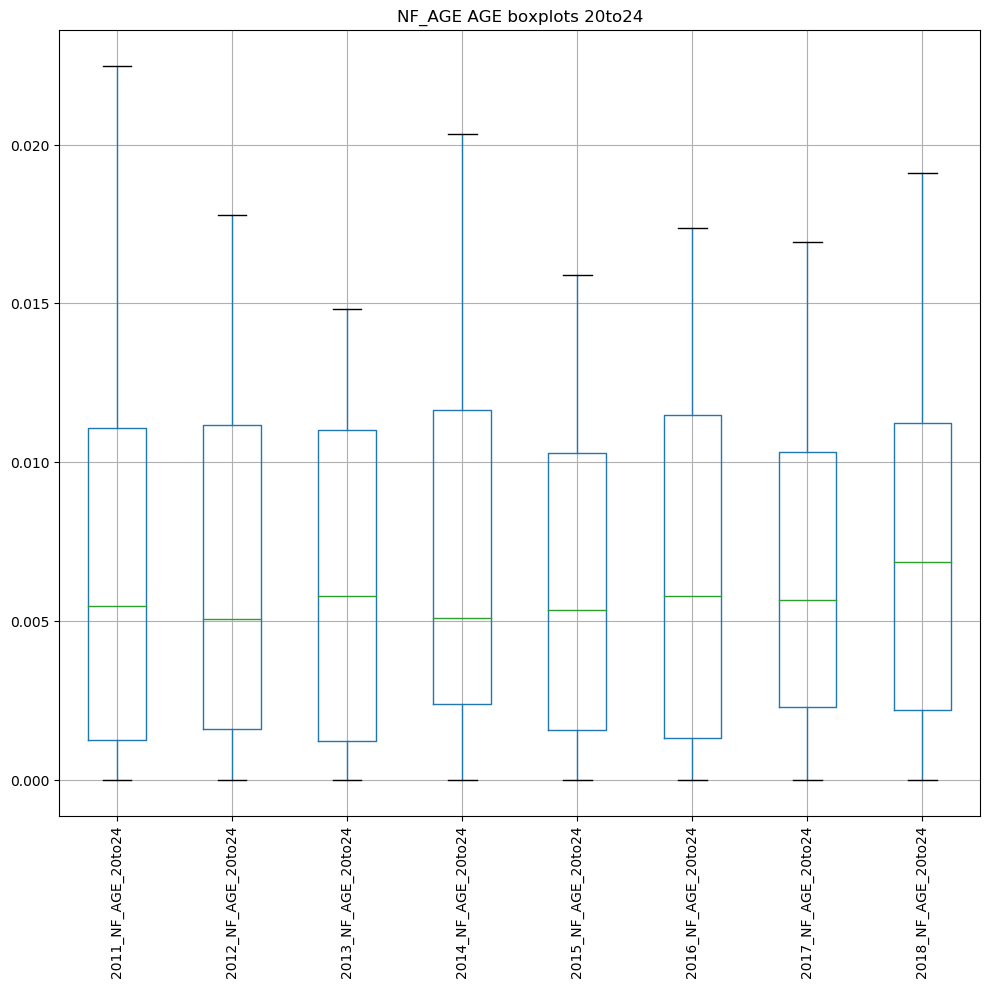 NF_AGE AGE boxplots 20to24
0.020
0.015
0.010
0.005
0.000
2011_NF_AGE_20to24
2012_NF_AGE_20to24
2013_NF_AGE_20to24
2014_NF_AGE_20to24
2015_NF_AGE_20to24
2016_NF_AGE_20to24
2017_NF_AGE_20to24
2018_NF_AGE_20to24